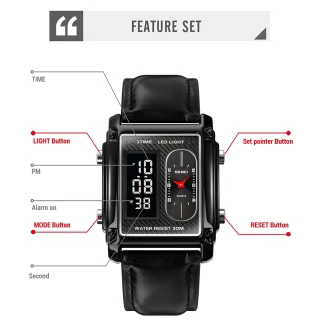 FEATURE SET
TIME
LIGHT Button
Set pointer Button
PM
Alarm on
MODE Button
RESET Button
Second
3TIME LED LIGHT
10
08
38
SKMEI
WATER RESIST 30M